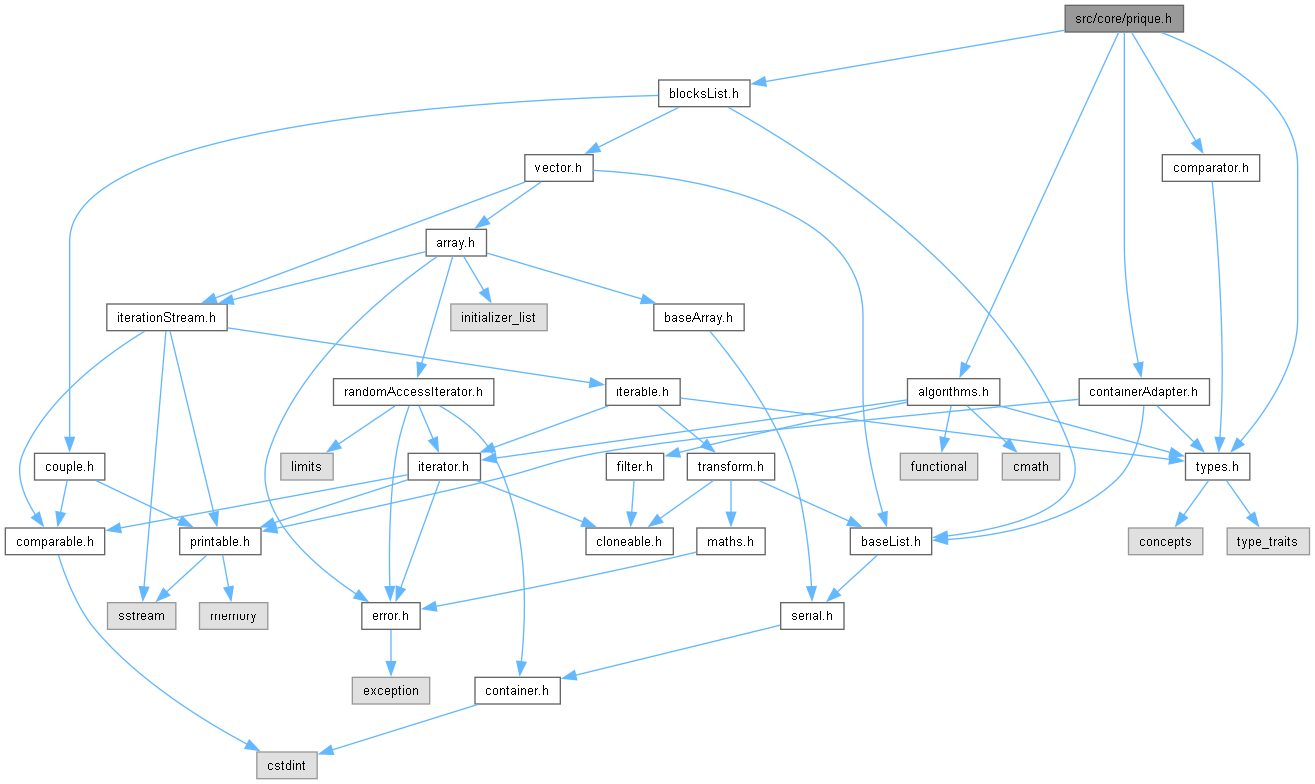 src/core/prique.h
blocksList.h
vector.h
comparator.h
array.h
iterationStream.h
initializer_list
baseArray.h
randomAccessIterator.h
iterable.h
algorithms.h
containerAdapter.h
couple.h
limits
iterator.h
filter.h
transform.h
functional
cmath
types.h
comparable.h
printable.h
cloneable.h
maths.h
baseList.h
concepts
type_traits
sstream
memory
error.h
serial.h
exception
container.h
cstdint